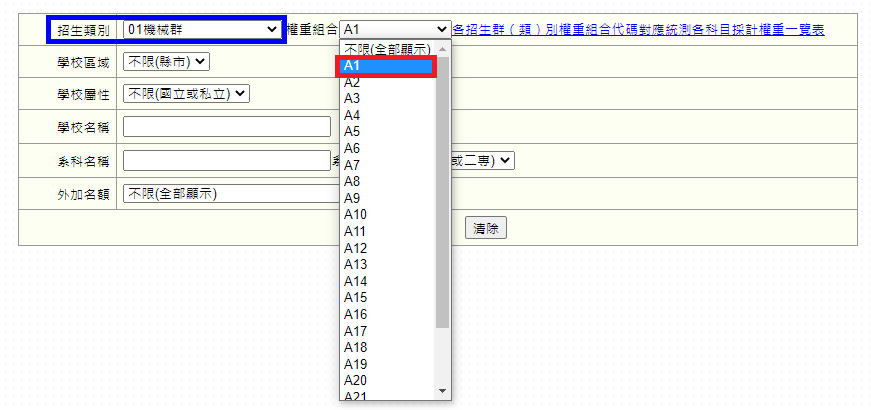 招生類別 01機械群 權重組合 A1 各招生群(類)別權重組合代碼對應統測各科目採計權重一覽表
不限(全部顯示)
學校區域 不限(縣市) A1
A2
學校屬性 不限(國立或私立) A3
A4
學校名稱 A5
A6
系科名稱 A7 或二專)
A8
外加名額 不限(全部顯示) A9
A10
A11
清除
A12
A13
A14
A15
A16
A17
A18
A19
A20
A21